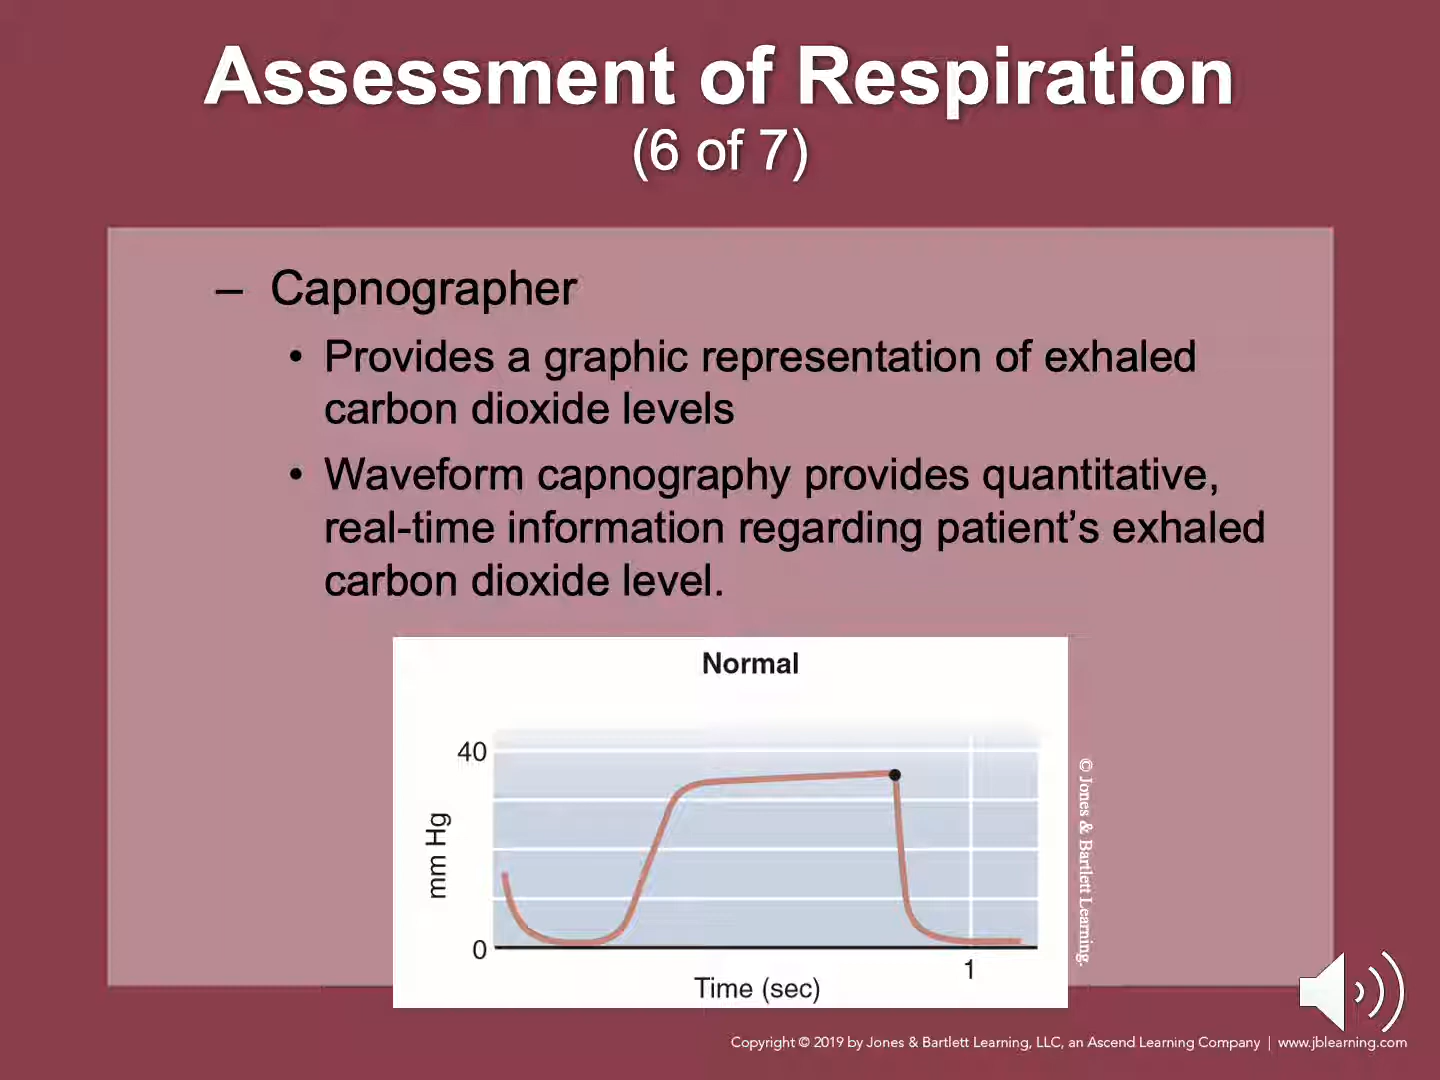 Assessment of Respiration
(6 of 7)
– Capnographer
• Provides a graphic representation of exhaled
carbon dioxide levels
• Waveform capnography provides quantitative,
real-time information regarding patient’s exhaled
carbon dioxide level.
Normal
40
mm Hg
0
1
Time (sec)
© Jones & Bartlett Learning.
Copyright © 2019 by Jones & Bartlett Learning, LLC, an Ascend Learning Company | www.jblearning.com